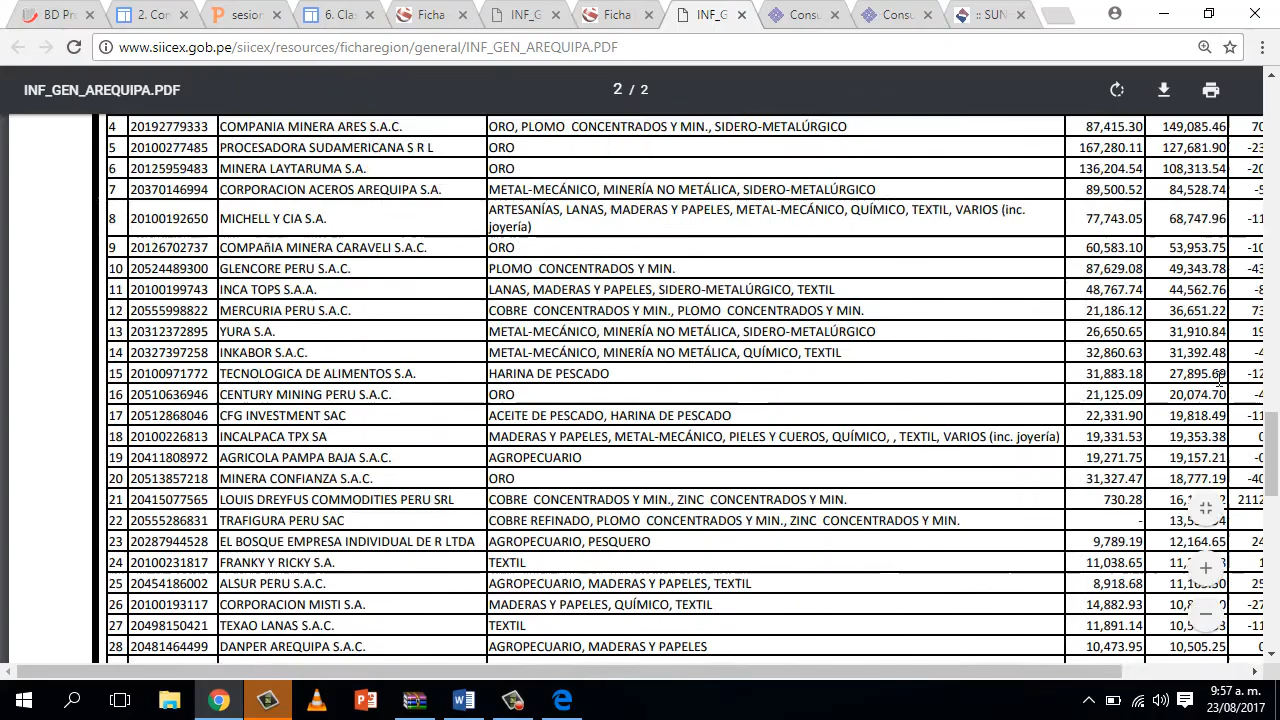 BD Pro
2. Con
sesion
6. Clas
Ficha
INF_G
Ficha
INF_G
Cons
Consu
:: SUN
www.siicex.gob.pe/siicex/resources/ficharegion/general/INF_GEN_AREQUIPA.PDF
INF_GEN_AREQUIPA.PDF 2 / 2
4 20192779333 COMPANIA MINERA ARES S.A.C. ORO, PLOMO CONCENTRADOS Y MIN., SIDERO-METALÚRGICO 87,415.30 149,085.46 70
5 20100277485 PROCESADORA SUDAMERICANA S R L ORO 167,280.11 127,681.90 -23
6 20125959483 MINERA LAYTARUMA S.A. ORO 136,204.54 108,313.54 -20
7 20370146994 CORPORACION ACEROS AREQUIPA S.A. METAL-MECÁNICO, MINERÍA NO METÁLICA, SIDERO-METALÚRGICO 89,500.52 84,528.74 -5
8 20100192650 MICHELL Y CIA S.A. ARTESANÍAS, LANAS, MADERAS Y PAPELES, METAL-MECÁNICO, QUÍMICO, TEXTIL, VARIOS (inc. 77,743.05 68,747.96 -11
joyería)
9 20126702737 COMPAñIA MINERA CARAVELI S.A.C. ORO 60,583.10 53,953.75 -10
10 20524489300 GLENCORE PERU S.A.C. PLOMO CONCENTRADOS Y MIN. 87,629.08 49,343.78 -43
11 20100199743 INCA TOPS S.A.A. LANAS, MADERAS Y PAPELES, SIDERO-METALÚRGICO, TEXTIL 48,767.74 44,562.76 -8
12 20555998822 MERCURIA PERU S.A.C. COBRE CONCENTRADOS Y MIN., PLOMO CONCENTRADOS Y MIN. 21,186.12 36,651.22 73
13 20312372895 YURA S.A. METAL-MECÁNICO, MINERÍA NO METÁLICA, SIDERO-METALÚRGICO 26,650.65 31,910.84 19
14 20327397258 INKABOR S.A.C. METAL-MECÁNICO, MINERÍA NO METÁLICA, QUÍMICO, TEXTIL 32,860.63 31,392.48 -4
15 20100971772 TECNOLOGICA DE ALIMENTOS S.A. HARINA DE PESCADO 31,883.18 27,895.69 -12
16 20510636946 CENTURY MINING PERU S.A.C. ORO 21,125.09 20,074.70 -4
17 20512868046 CFG INVESTMENT SAC ACEITE DE PESCADO, HARINA DE PESCADO 22,331.90 19,818.49 -11
18 20100226813 INCALPACA TPX SA MADERAS Y PAPELES, METAL-MECÁNICO, PIELES Y CUEROS, QUÍMICO, , TEXTIL, VARIOS (inc. joyería) 19,331.53 19,353.38 0
19 20411808972 AGRICOLA PAMPA BAJA S.A.C. AGROPECUARIO 19,271.75 19,157.21 -0
20 20513857218 MINERA CONFIANZA S.A.C. ORO 31,327.47 18,777.19 -40
21 20415077565 LOUIS DREYFUS COMMODITIES PERU SRL COBRE CONCENTRADOS Y MIN., ZINC CONCENTRADOS Y MIN. 730.28 2112
22 20555286831 TRAFIGURA PERU SAC COBRE REFINADO, PLOMO CONCENTRADOS Y MIN., ZINC CONCENTRADOS Y MIN. -
23 20287944528 EL BOSQUE EMPRESA INDIVIDUAL DE R LTDA AGROPECUARIO, PESQUERO 9,789.19 12,164.65 24
24 20100231817 FRANKY Y RICKY S.A. TEXTIL 11,038.65 1
25 20454186002 ALSUR PERU S.A.C. AGROPECUARIO, MADERAS Y PAPELES, TEXTIL 8,918.68 25
26 20100193117 CORPORACION MISTI S.A. MADERAS Y PAPELES, QUÍMICO, TEXTIL 14,882.93 -27
27 20498150421 TEXAO LANAS S.A.C. TEXTIL 11,891.14 -11
28 20481464499 DANPER AREQUIPA S.A.C. AGROPECUARIO, MADERAS Y PAPELES 10,473.95 10,505.25 0
9:57 a. m.
23/08/2017